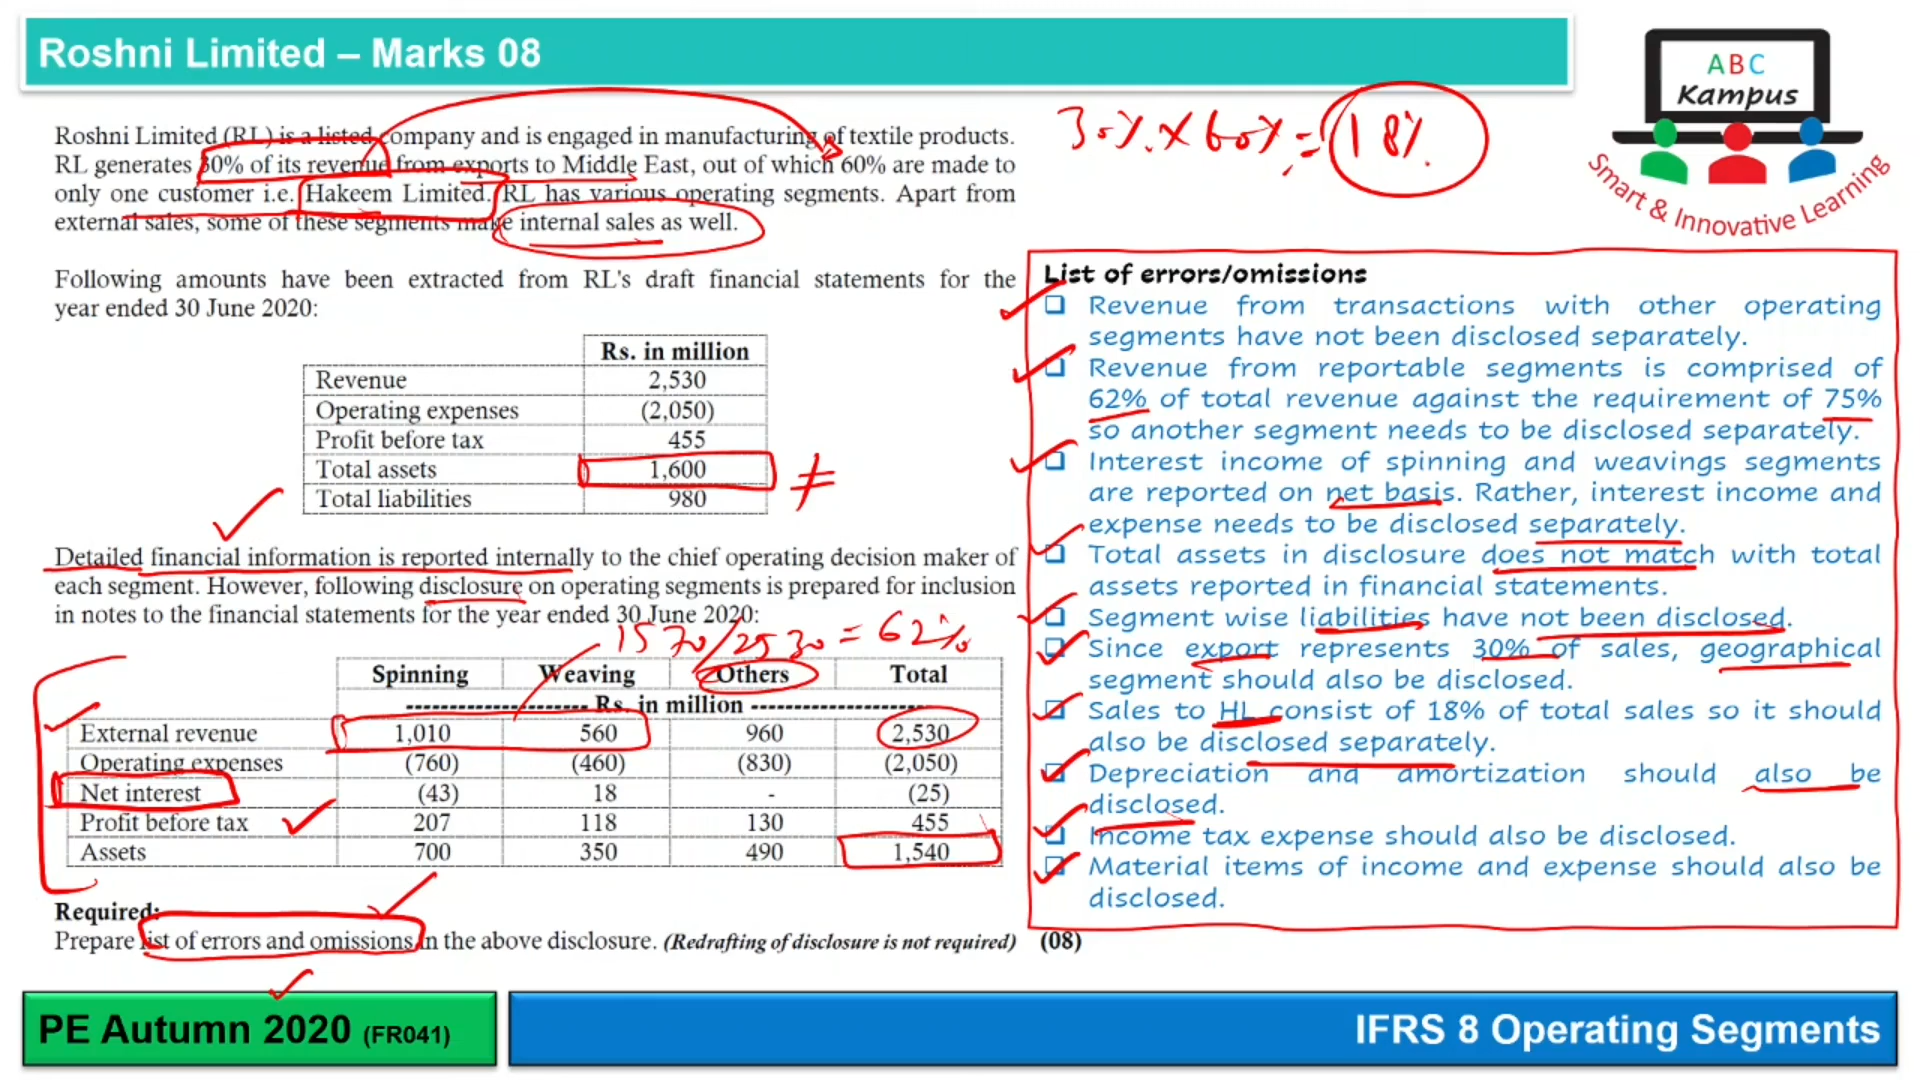 Roshni Limited – Marks 08
ABC
Kampus
Smart & Innovative Learning
30% × 60% = 18%
Roshni Limited (RL) is a listed company and is engaged in manufacturing of textile products.
RL generates 30% of its revenue from exports to Middle East, out of which 60% are made to
only one customer i.e. Hakeem Limited. RL has various operating segments. Apart from
external sales, some of these segments make internal sales as well.
Following amounts have been extracted from RL's draft financial statements for the
year ended 30 June 2020:
Rs. in million
Revenue 2,530
Operating expenses (2,050)
Profit before tax 455
Total assets 1,600 ≠
Total liabilities 980
Detailed financial information is reported internally to the chief operating decision maker of
each segment. However, following disclosure on operating segments is prepared for inclusion
in notes to the financial statements for the year ended 30 June 2020:
1570/2530 = 62%
Spinning Weaving Others Total
---------------------- Rs. in million ----------------------
External revenue 1,010 560 960 2,530
Operating expenses (760) (460) (830) (2,050)
Net interest (43) 18 - (25)
Profit before tax 207 118 130 455
Assets 700 350 490 1,540
Required:
Prepare list of errors and omissions in the above disclosure. (Redrafting of disclosure is not required) (08)
List of errors/omissions
❑ Revenue from transactions with other operating
segments have not been disclosed separately.
❑ Revenue from reportable segments is comprised of
62% of total revenue against the requirement of 75%
so another segment needs to be disclosed separately.
❑ Interest income of spinning and weavings segments
are reported on net basis. Rather, interest income and
expense needs to be disclosed separately.
❑ Total assets in disclosure does not match with total
assets reported in financial statements.
❑ Segment wise liabilities have not been disclosed.
❑ Since export represents 30% of sales, geographical
segment should also be disclosed.
❑ Sales to HL consist of 18% of total sales so it should
also be disclosed separately.
❑ Depreciation and amortization should also be
disclosed.
❑ Income tax expense should also be disclosed.
❑ Material items of income and expense should also be
disclosed.
PE Autumn 2020 (FR041)
IFRS 8 Operating Segments